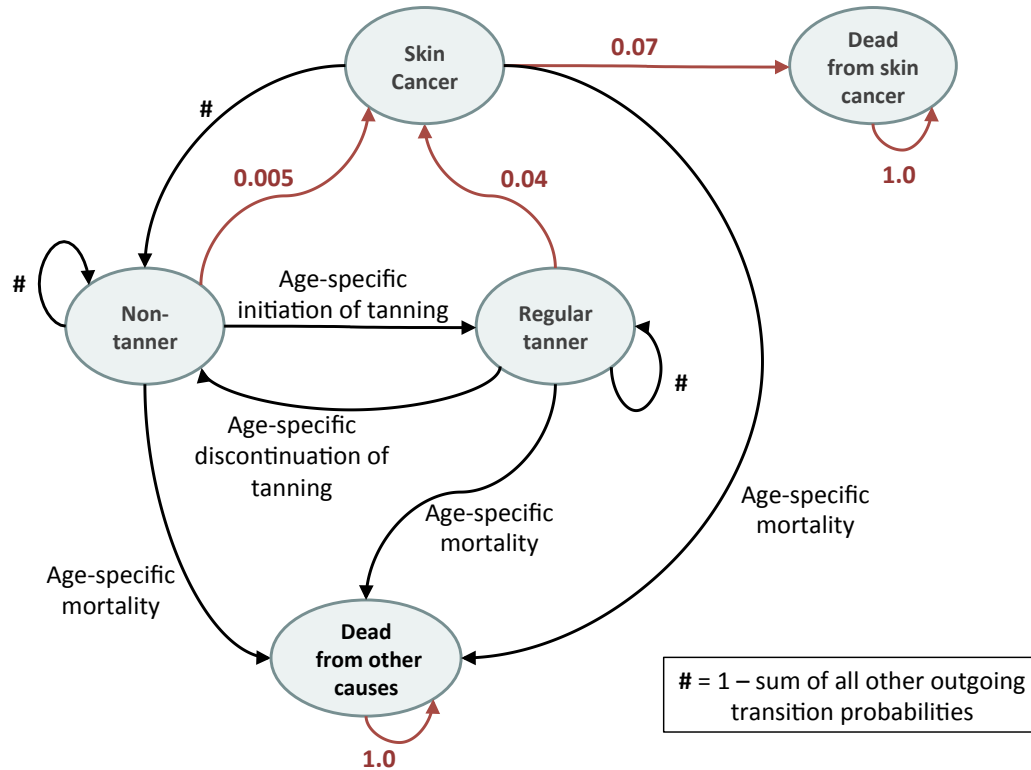 Skin
Cancer
0.07
Dead
from skin
cancer
1.0
#
0.005
0.04
#
Non-
tanner
Age-specific
initiation of tanning
Regular
tanner
#
Age-specific
discontinuation of
tanning
Age-specific
mortality
Age-specific
mortality
Age-specific
mortality
Dead
from other
causes
1.0
# = 1 – sum of all other outgoing
transition probabilities